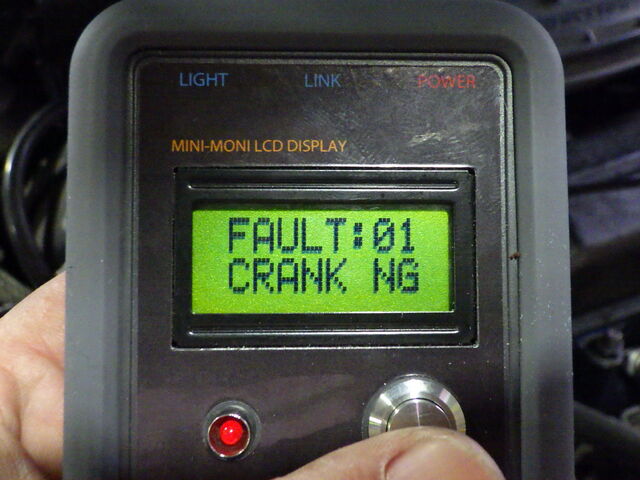 LIGHT LINK POWER
MINI-MONI LCD DISPLAY
FAULT:01
CRANK NG